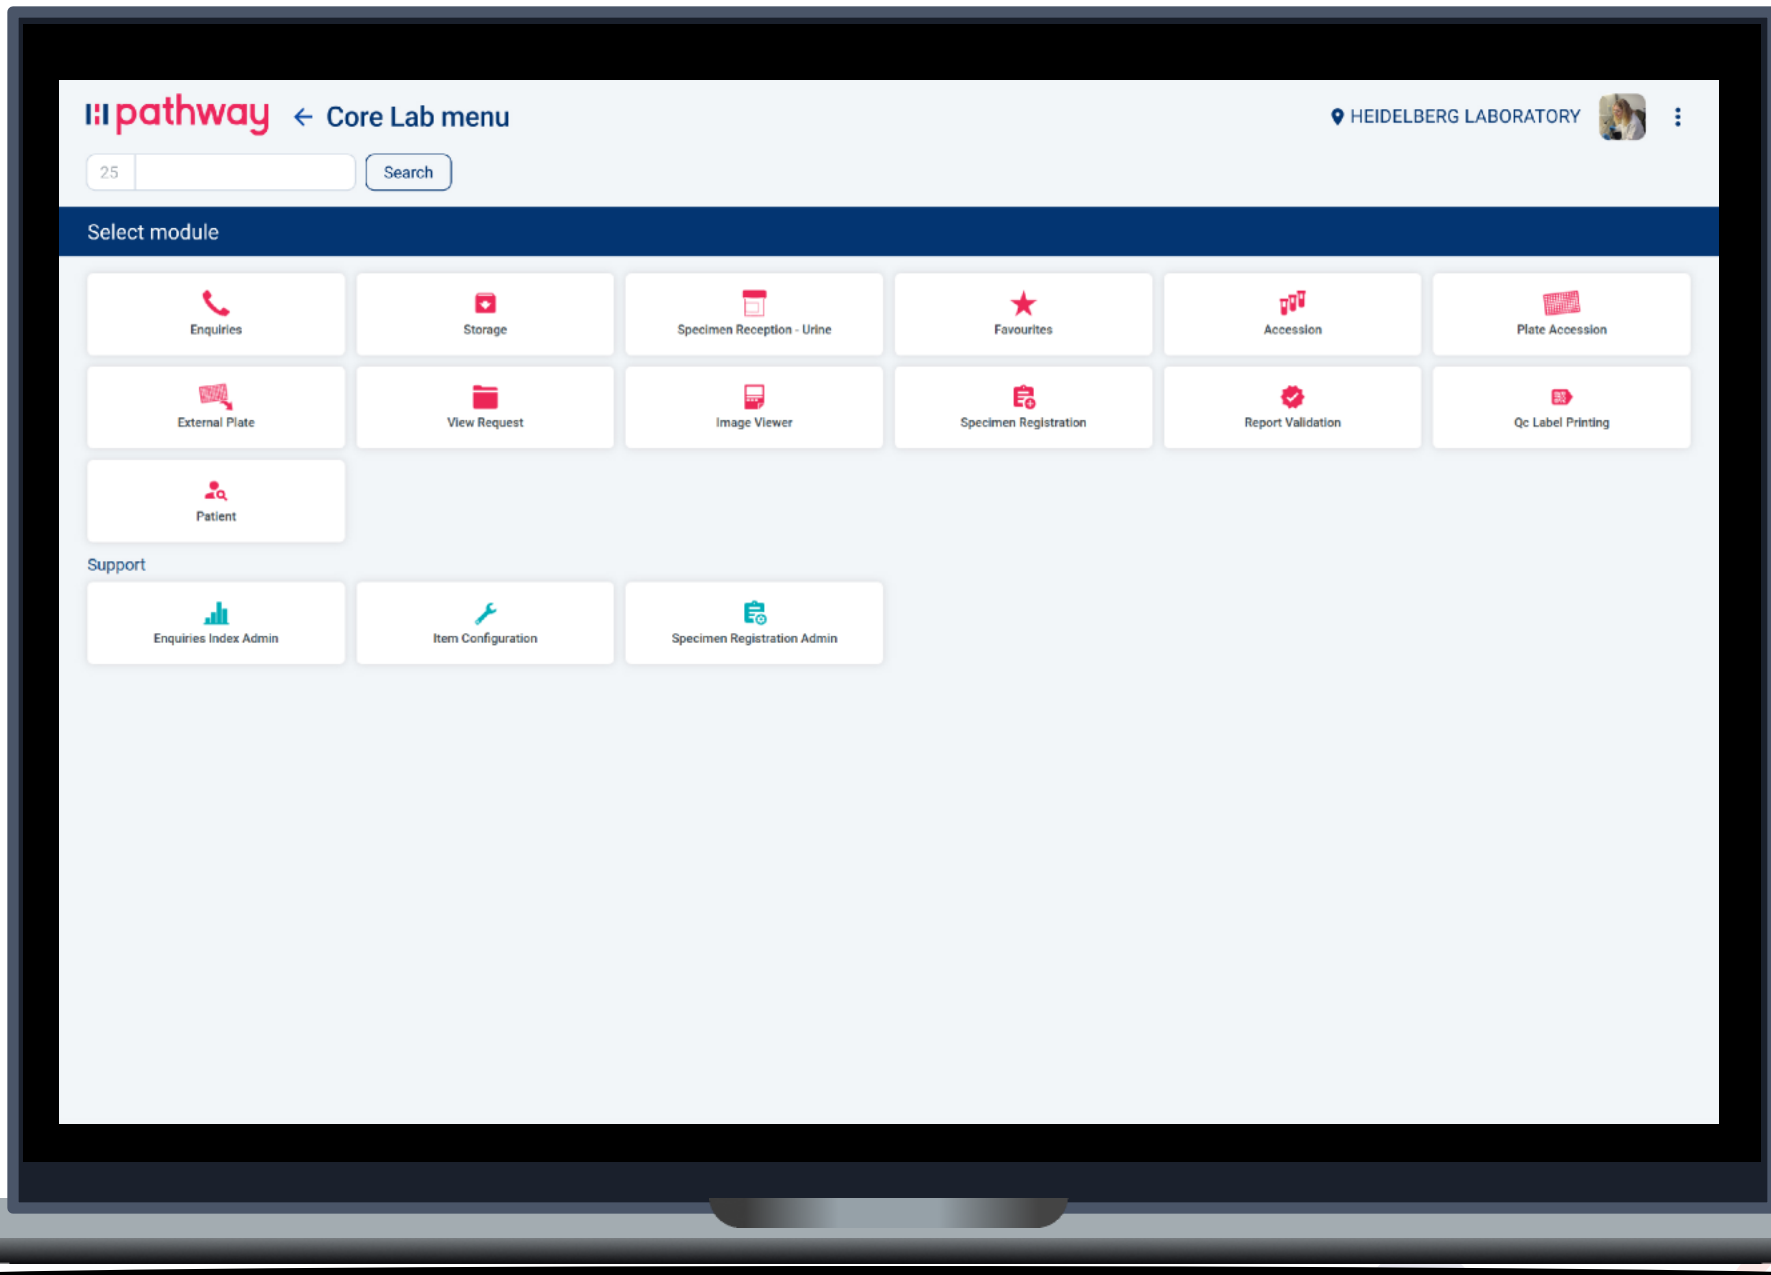 pathway
Core Lab menu
HEIDELBERG LABORATORY
25
Search
Select module
Enquiries
Storage
Specimen Reception - Urine
Favourites
Accession
Plate Accession
External Plate
View Request
Image Viewer
Specimen Registration
Report Validation
Qc Label Printing
Patient
Support
Enquiries Index Admin
Item Configuration
Specimen Registration Admin